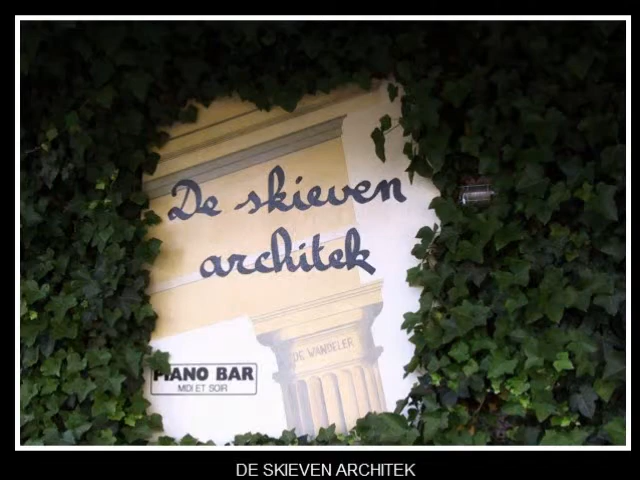 De skieven
architek
DE WANDELER
PIANO BAR
MIDI ET SOIR
DE SKIEVEN ARCHITEK